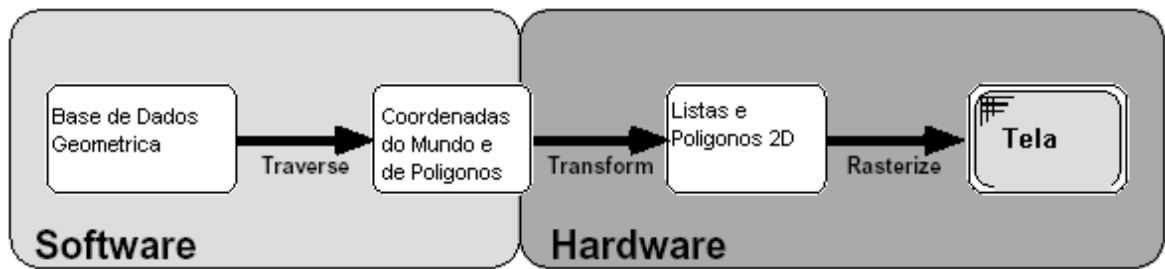 Base de Dados
Geometrica
Traverse
Coordenadas
do Mundo e
de Poligonos
Transform
Listas e
Poligonos 2D
Rasterize
Tela
Software
Hardware